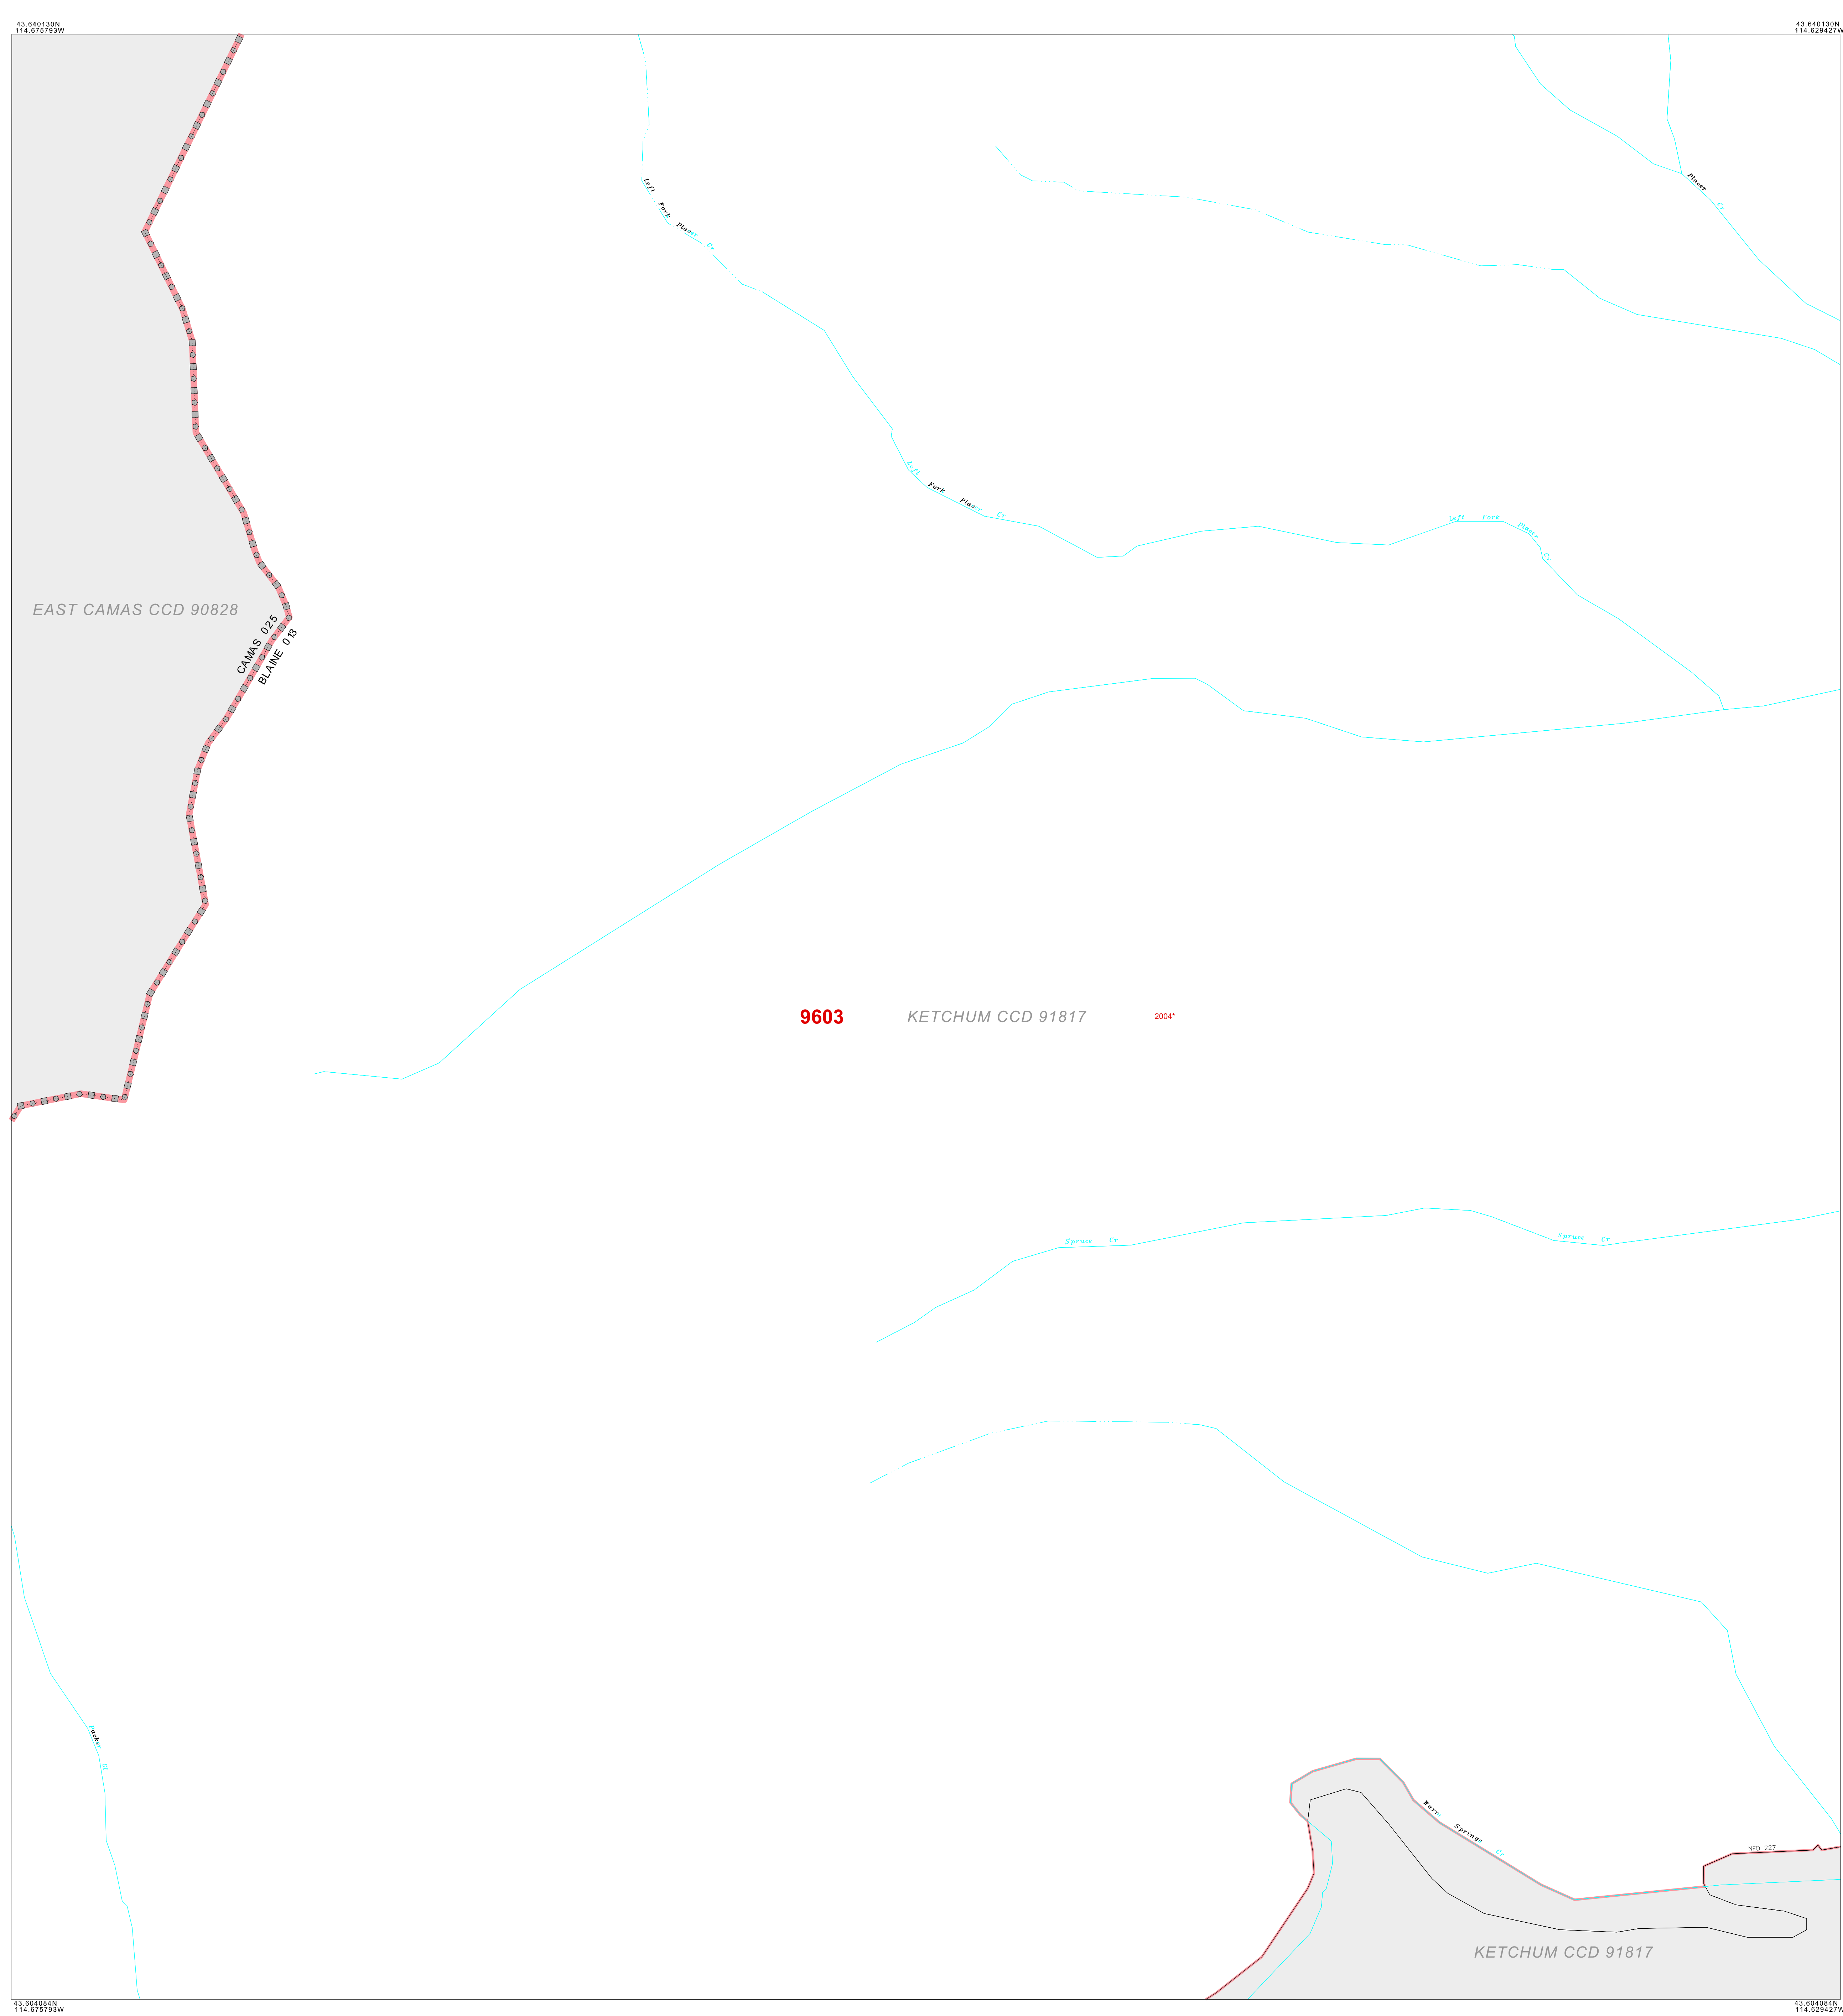 43.640130N
114.675793W
43.640130N
114.629427W
Placer Cr
Left Fork Placer Cr
Left Fork Placer Cr
Left Fork Placer Cr
EAST CAMAS CCD 90828
CAMAS 025
BLAINE 013
9603
KETCHUM CCD 91817
2004*
Spruce Cr
Spruce Cr
Warm Springs Cr
NFD 227
KETCHUM CCD 91817
43.604084N
114.675793W
43.604084N
114.629427W